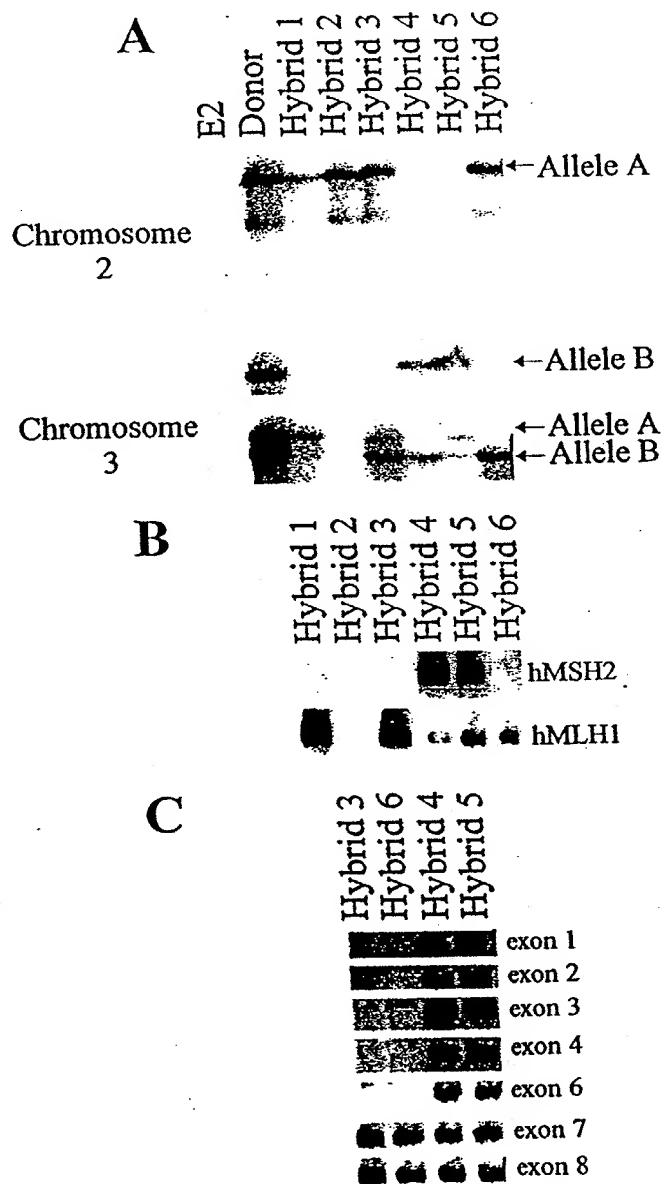 A
E2
Donor
Hybrid 1
Hybrid 2
Hybrid 3
Hybrid 4
Hybrid 5
Hybrid 6
←Allele A
Chromosome
2
←Allele B
Chromosome
3
←Allele A
←Allele B
B
Hybrid 1
Hybrid 2
Hybrid 3
Hybrid 4
Hybrid 5
Hybrid 6
hMSH2
hMLH1
C
Hybrid 3
Hybrid 6
Hybrid 4
Hybrid 5
exon 1
exon 2
exon 3
exon 4
exon 6
exon 7
exon 8